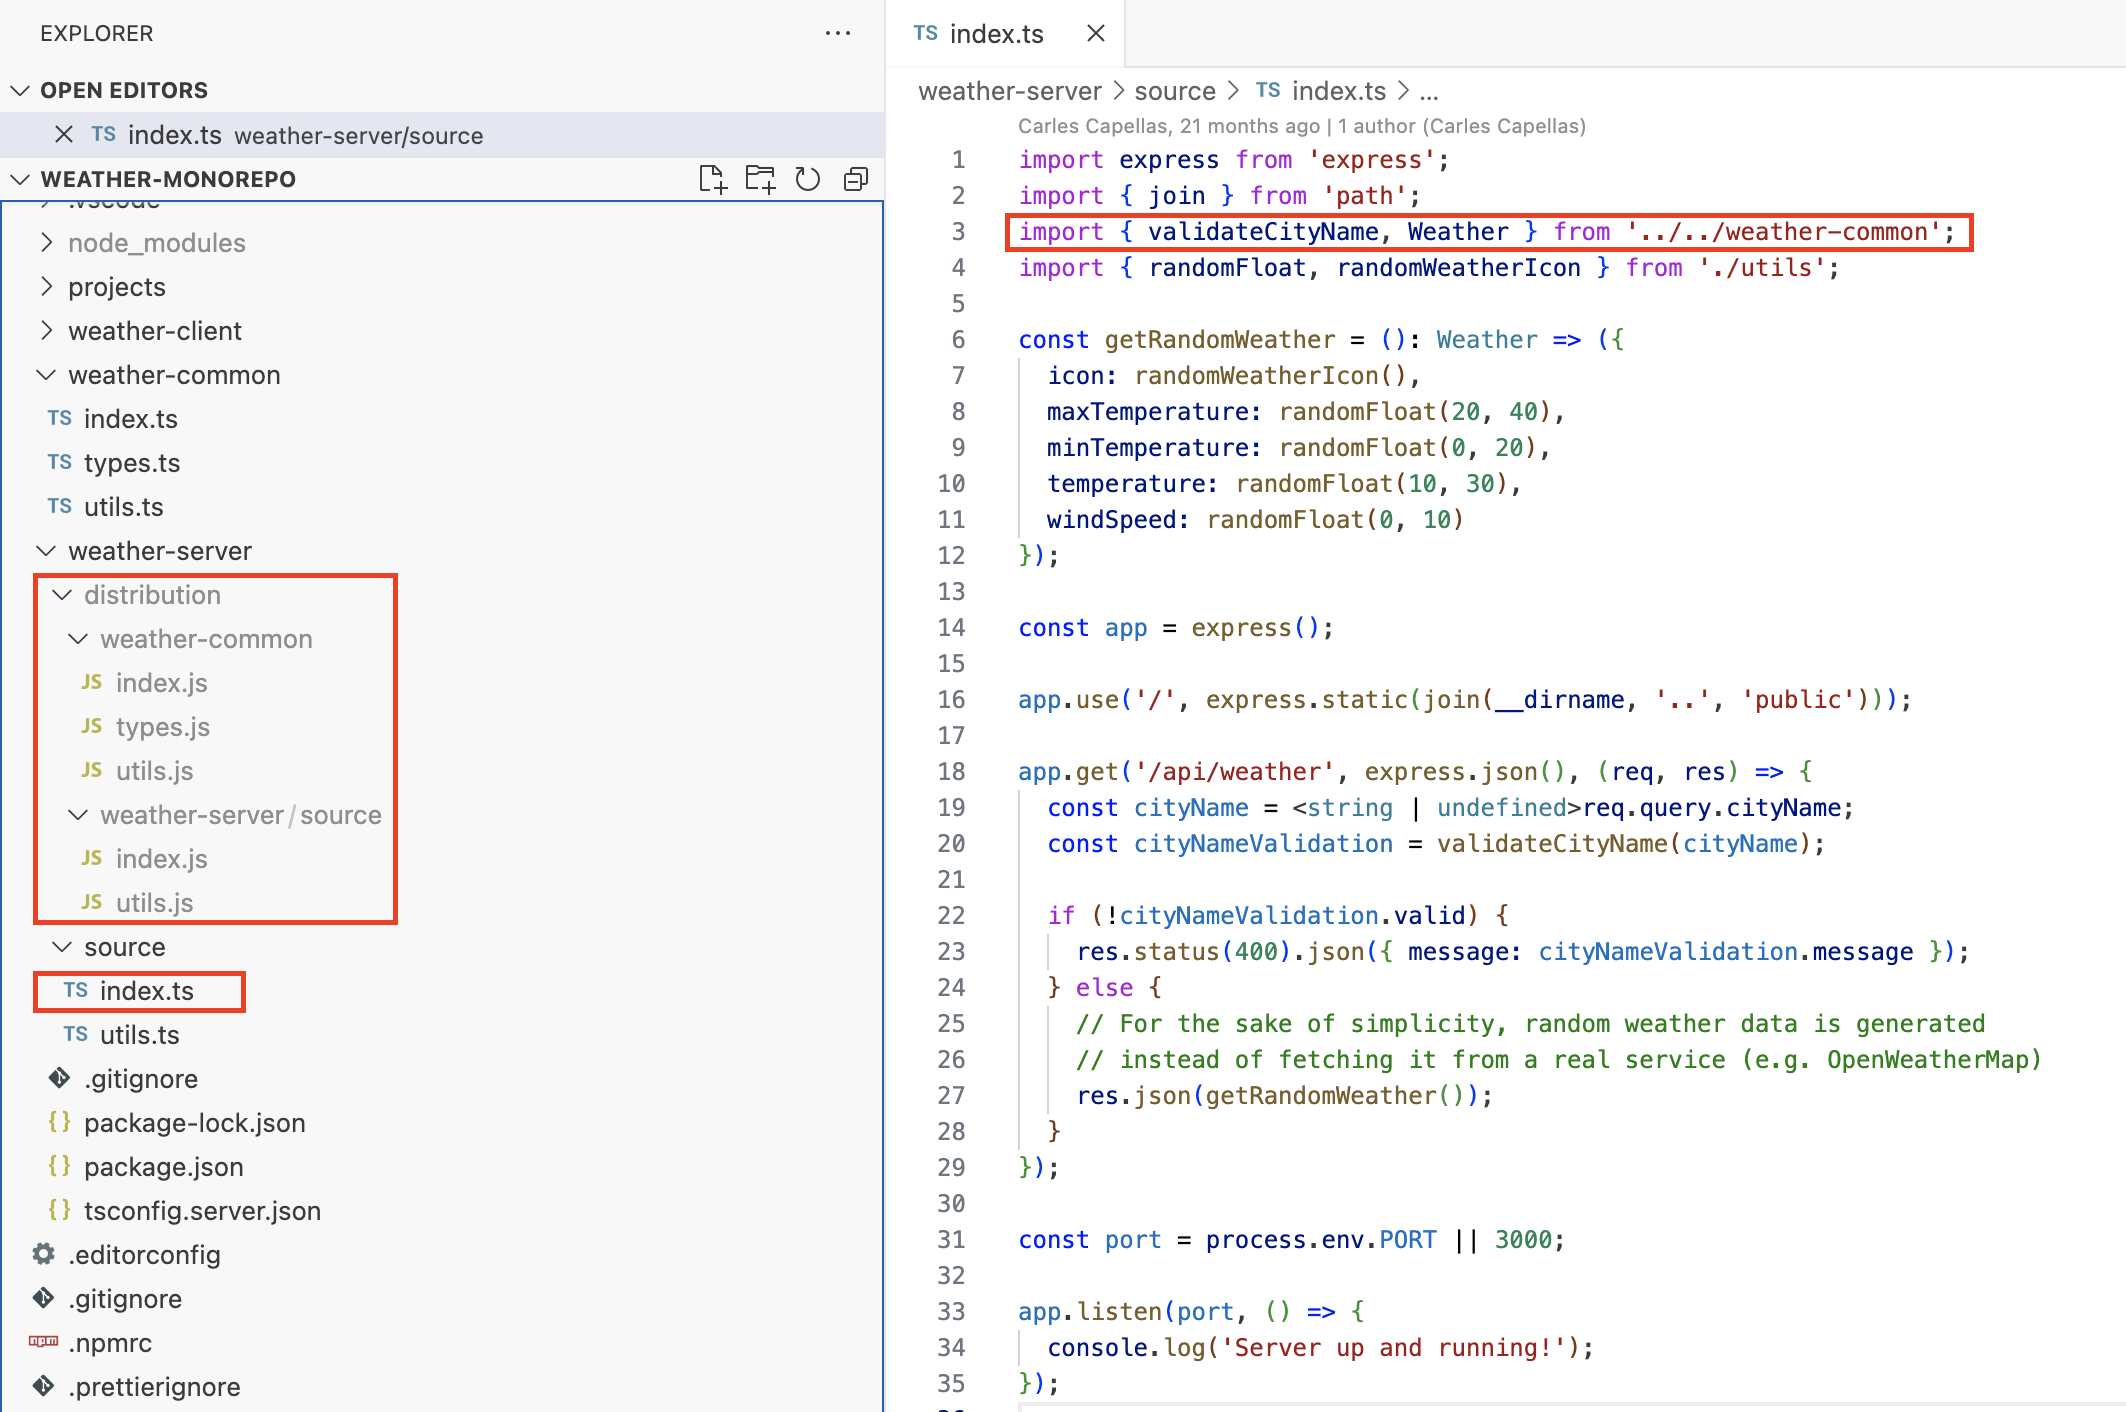 EXPLORER
OPEN EDITORS
TS index.ts weather-server/source
WEATHER-MONOREPO
.vscode
node_modules
projects
weather-client
weather-common
TS index.ts
TS types.ts
TS utils.ts
weather-server
distribution
weather-common
JS index.js
JS types.js
JS utils.js
weather-server/source
JS index.js
JS utils.js
source
TS index.ts
TS utils.ts
.gitignore
{} package-lock.json
{} package.json
{} tsconfig.server.json
.editorconfig
.gitignore
.npmrc
.prettierignore
TS index.ts
weather-server > source > TS index.ts > ...
Carles Capellas, 21 months ago | 1 author (Carles Capellas)
1 import express from 'express';
2 import { join } from 'path';
3 import { validateCityName, Weather } from '../../weather-common';
4 import { randomFloat, randomWeatherIcon } from './utils';
5
6 const getRandomWeather = (): Weather => ({
7 icon: randomWeatherIcon(),
8 maxTemperature: randomFloat(20, 40),
9 minTemperature: randomFloat(0, 20),
10 temperature: randomFloat(10, 30),
11 windSpeed: randomFloat(0, 10)
12 });
13
14 const app = express();
15
16 app.use('/', express.static(join(__dirname, '..', 'public')));
17
18 app.get('/api/weather', express.json(), (req, res) => {
19 const cityName = <string | undefined>req.query.cityName;
20 const cityNameValidation = validateCityName(cityName);
21
22 if (!cityNameValidation.valid) {
23 res.status(400).json({ message: cityNameValidation.message });
24 } else {
25 // For the sake of simplicity, random weather data is generated
26 // instead of fetching it from a real service (e.g. OpenWeatherMap)
27 res.json(getRandomWeather());
28 }
29 });
30
31 const port = process.env.PORT || 3000;
32
33 app.listen(port, () => {
34 console.log('Server up and running!');
35 });